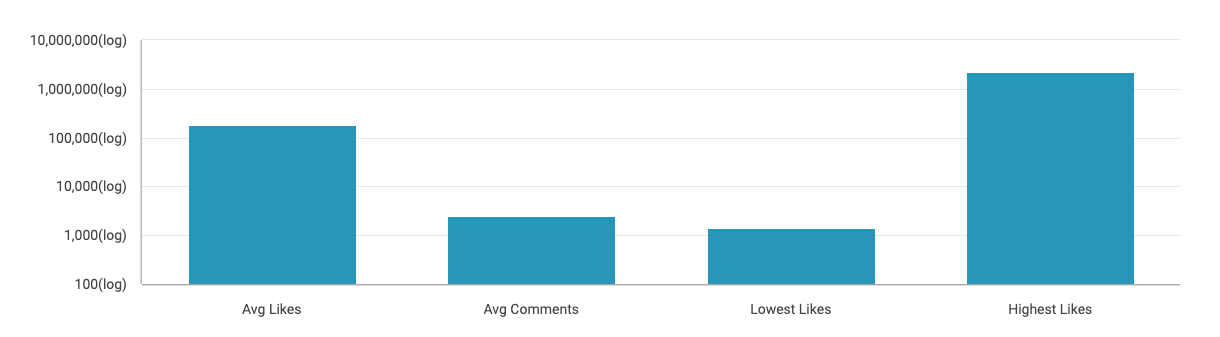 10,000,000(log)
1,000,000(log)
100,000(log)
10,000(log)
1,000(log)
100(log)
Avg Likes
Avg Comments
Lowest Likes
Highest Likes